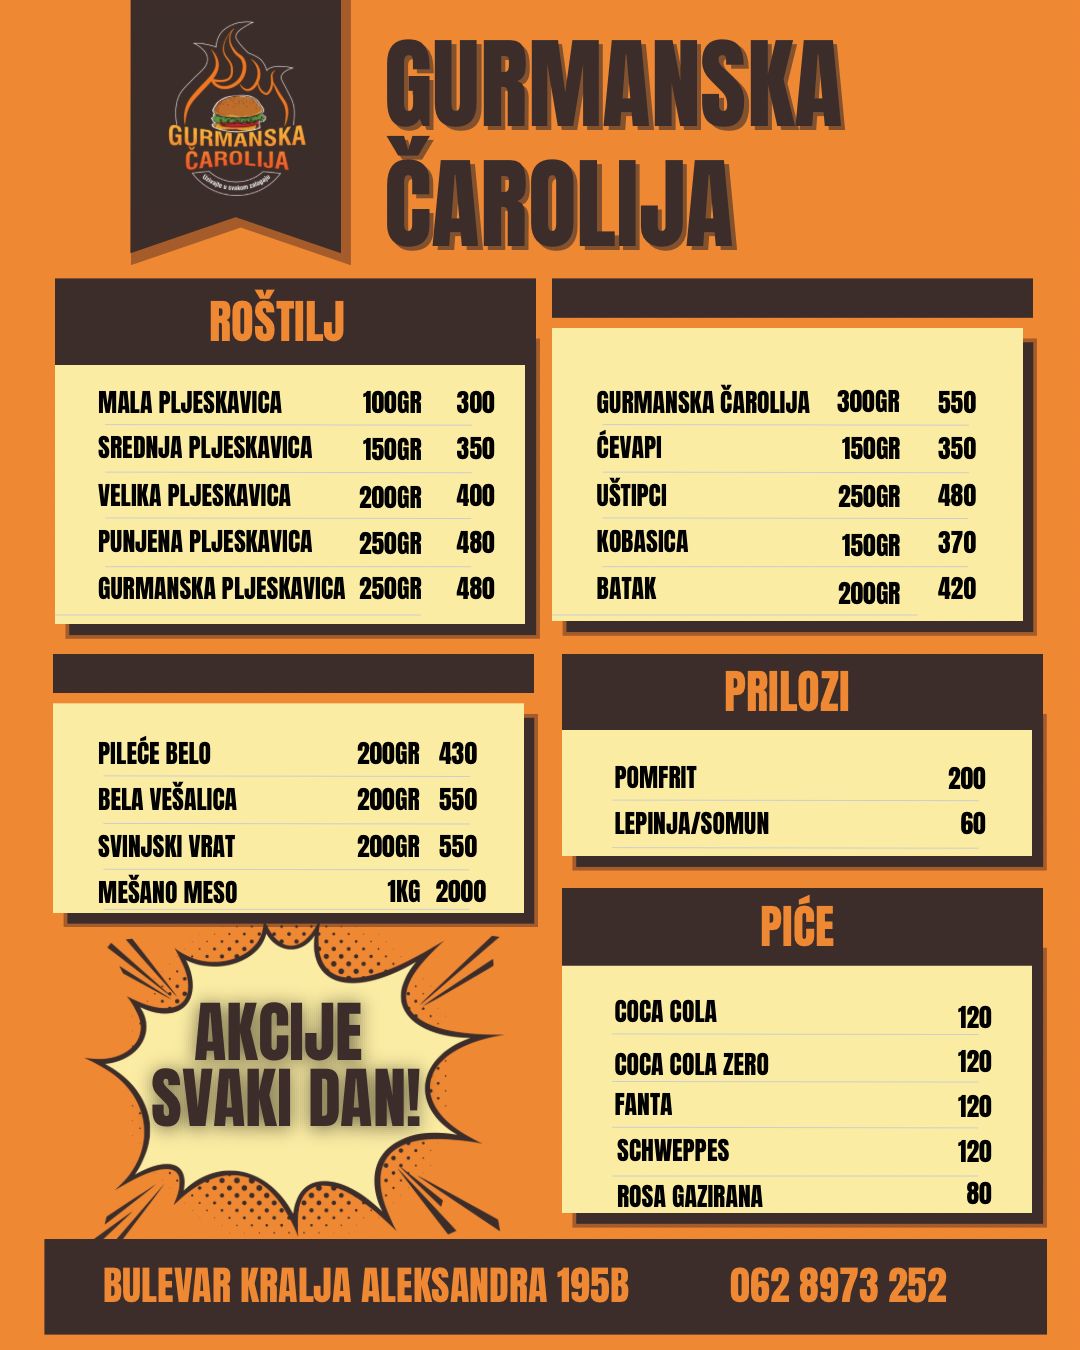 GURMANSKA
ČAROLIJA
Uživajte u svakom zalogaju
GURMANSKA
ČAROLIJA
ROŠTILJ
MALA PLJESKAVICA 100GR 300
SREDNJA PLJESKAVICA 150GR 350
VELIKA PLJESKAVICA 200GR 400
PUNJENA PLJESKAVICA 250GR 480
GURMANSKA PLJESKAVICA 250GR 480
GURMANSKA ČAROLIJA 300GR 550
ĆEVAPI 150GR 350
UŠTIPCI 250GR 480
KOBASICA 150GR 370
BATAK 200GR 420
PILEĆE BELO 200GR 430
BELA VEŠALICA 200GR 550
SVINJSKI VRAT 200GR 550
MEŠANO MESO 1KG 2000
PRILOZI
POMFRIT 200
LEPINJA/SOMUN 60
PIĆE
COCA COLA 120
COCA COLA ZERO 120
FANTA 120
SCHWEPPES 120
ROSA GAZIRANA 80
AKCIJE
SVAKI DAN!
BULEVAR KRALJA ALEKSANDRA 195B 062 8973 252